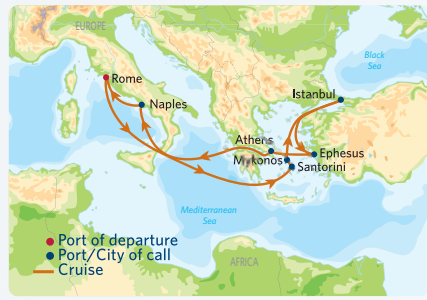 EUROPE
Black
Sea
Rome
Istanbul
Naples
Athens
Mykonos
Ephesus
Santorini
Mediterranean
Sea
Port of departure
Port/City of call
Cruise
AFRICA